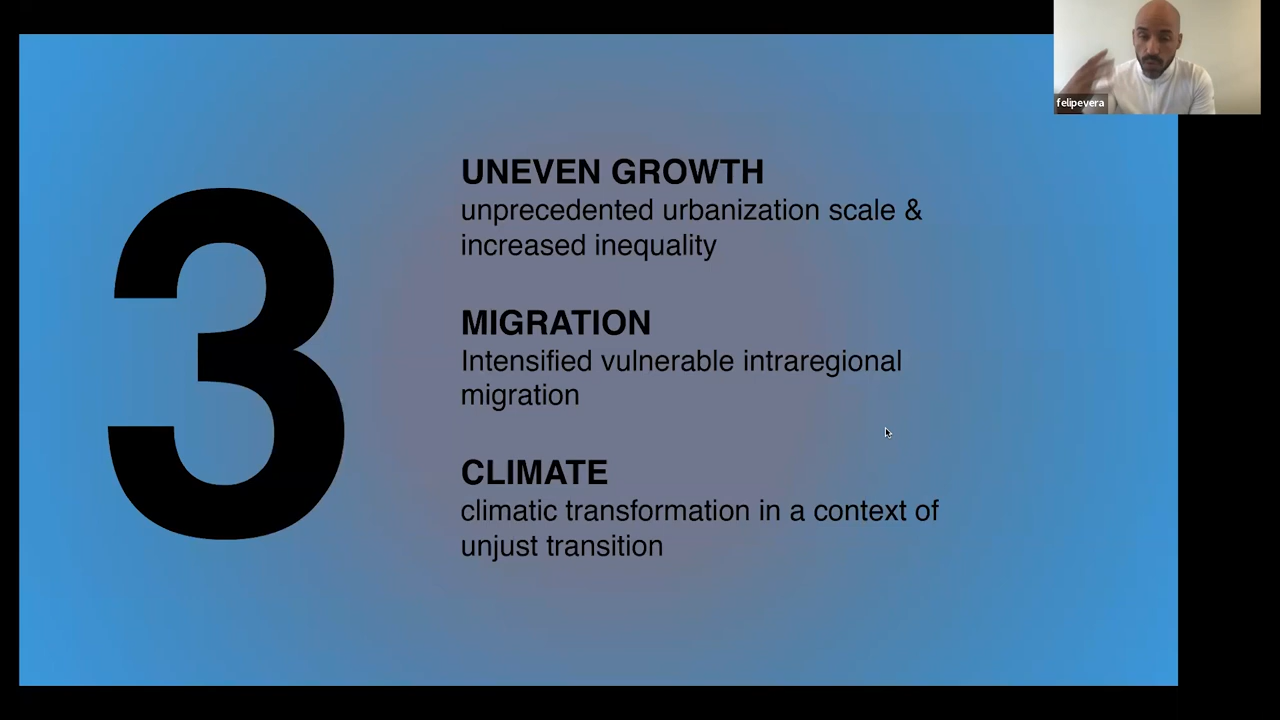 felipevera
3
UNEVEN GROWTH
unprecedented urbanization scale &
increased inequality
MIGRATION
Intensified vulnerable intraregional
migration
CLIMATE
climatic transformation in a context of
unjust transition